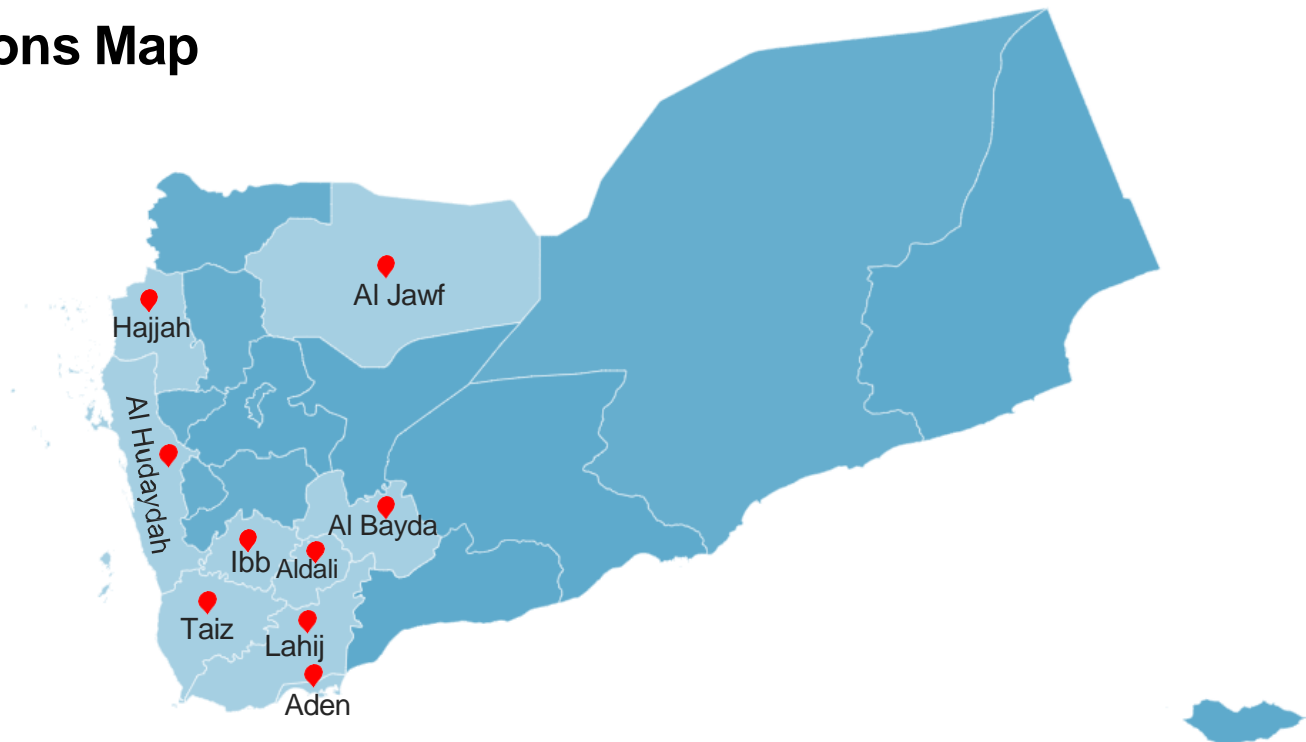 ons Map
Al Jawf
Hajjah
Al Hudaydah
Al Bayda
Ibb
Aldali
Taiz
Lahij
Aden